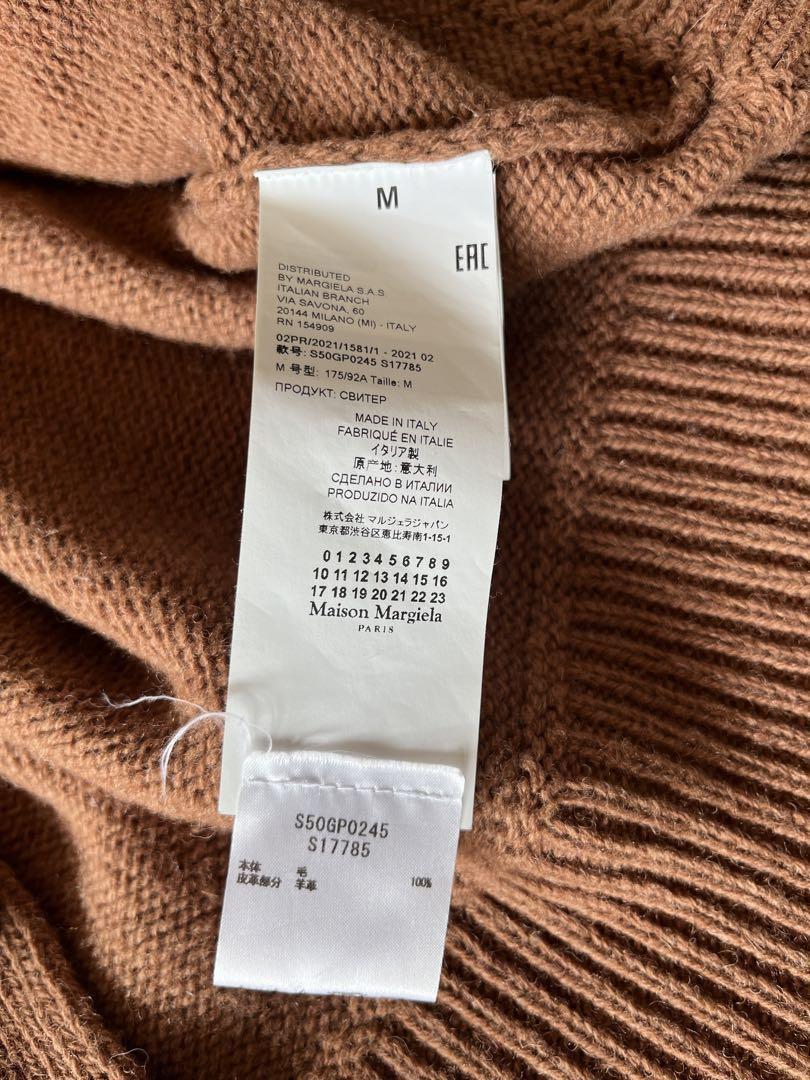 M
EAC
DISTRIBUTED
BY MARGIELA S.A.S
ITALIAN BRANCH
VIA SAVONA, 60
20144 MILANO (MI) - ITALY
RN 154909
02PR/2021/1581/1 - 2021 02
款号: S50GP0245 S17785
M 号型: 175/92A Taille: M
ПРОДУКТ: СВИТЕР
MADE IN ITALY
FABRIQUÉ EN ITALIE
イタリア製
原产地: 意大利
СДЕЛАНО В ИТАЛИИ
PRODUZIDO NA ITALIA
株式会社 マルジェラジャパン
東京都渋谷区恵比寿南1-15-1
0 1 2 3 4 5 6 7 8 9
10 11 12 13 14 15 16
17 18 19 20 21 22 23
Maison Margiela
PARIS
S50GP0245
S17785
本体 毛 100%
皮革部分 羊革